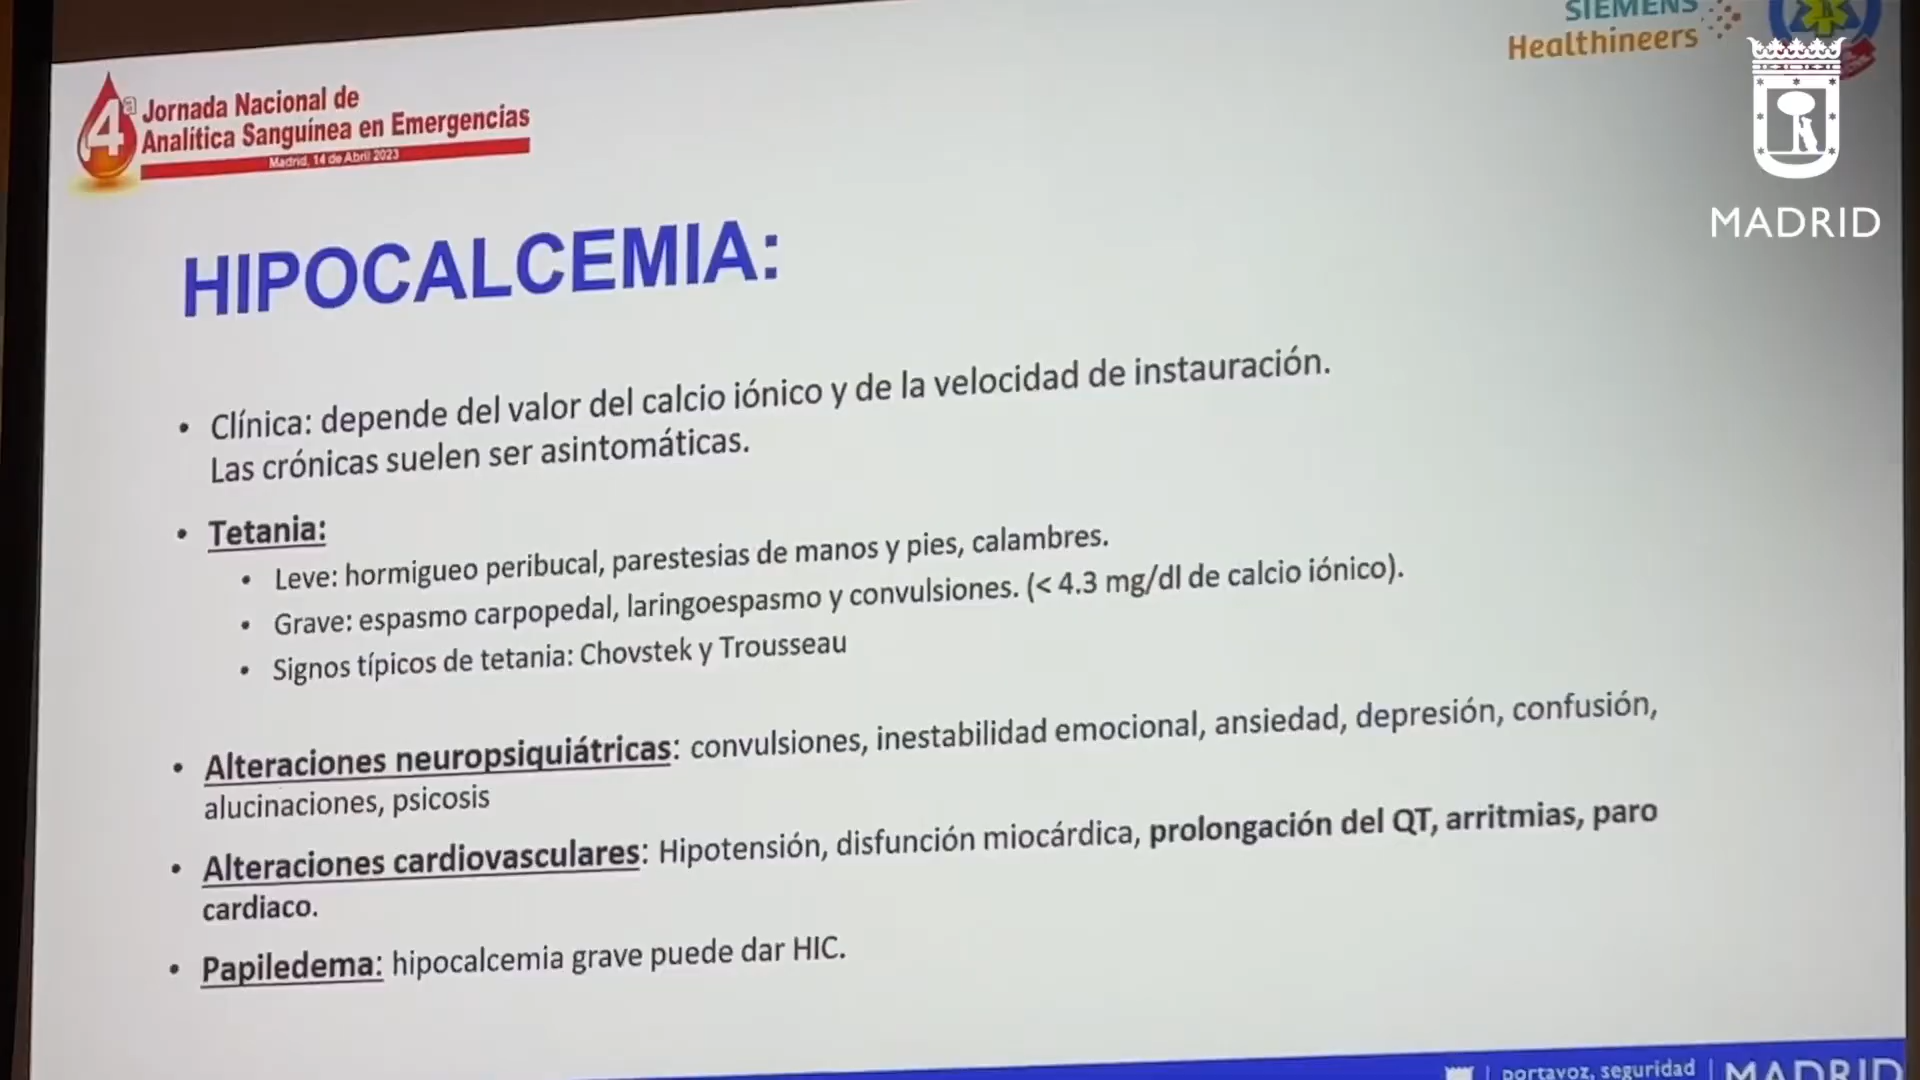 SIEMENS
Healthineers
4ª
Jornada Nacional de
Analítica Sanguínea en Emergencias
Madrid, 14 de Abril 2023
MADRID
HIPOCALCEMIA:
• Clínica: depende del valor del calcio iónico y de la velocidad de instauración.
Las crónicas suelen ser asintomáticas.
• Tetania:
• Leve: hormigueo peribucal, parestesias de manos y pies, calambres.
• Grave: espasmo carpopedal, laringoespasmo y convulsiones. (< 4.3 mg/dl de calcio iónico).
• Signos típicos de tetania: Chovstek y Trousseau
• Alteraciones neuropsiquiátricas: convulsiones, inestabilidad emocional, ansiedad, depresión, confusión,
alucinaciones, psicosis
• Alteraciones cardiovasculares: Hipotensión, disfunción miocárdica, prolongación del QT, arritmias, paro
cardiaco.
• Papiledema: hipocalcemia grave puede dar HIC.
portavoz, seguridad | MADRID